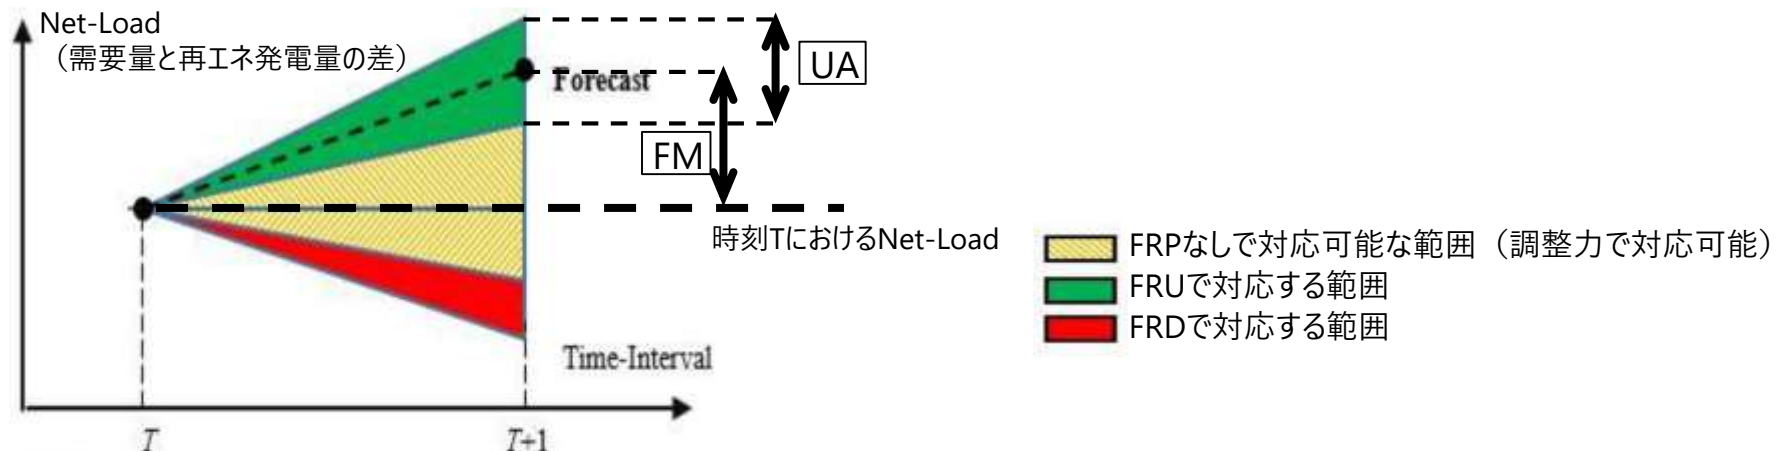 Net-Load
（需要量と再エネ発電量の差）
UA
Forecast
FM
時刻TにおけるNet-Load
FRPなしで対応可能な範囲（調整力で対応可能）
FRUで対応する範囲
FRDで対応する範囲
Time-Interval
T
T+1